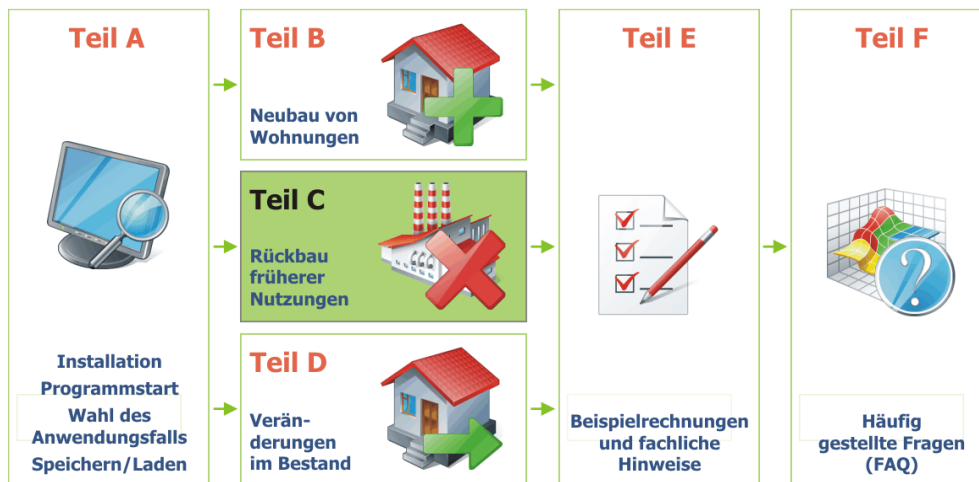 Teil A
Installation
Programmstart
Wahl des
Anwendungsfalls
Speichern/Laden
Teil B
Neubau von
Wohnungen
Teil C
Rückbau
früherer
Nutzungen
Teil D
Verän-
derungen
im Bestand
Teil E
Beispielrechnungen
und fachliche
Hinweise
Teil F
Häufig
gestellte Fragen
(FAQ)